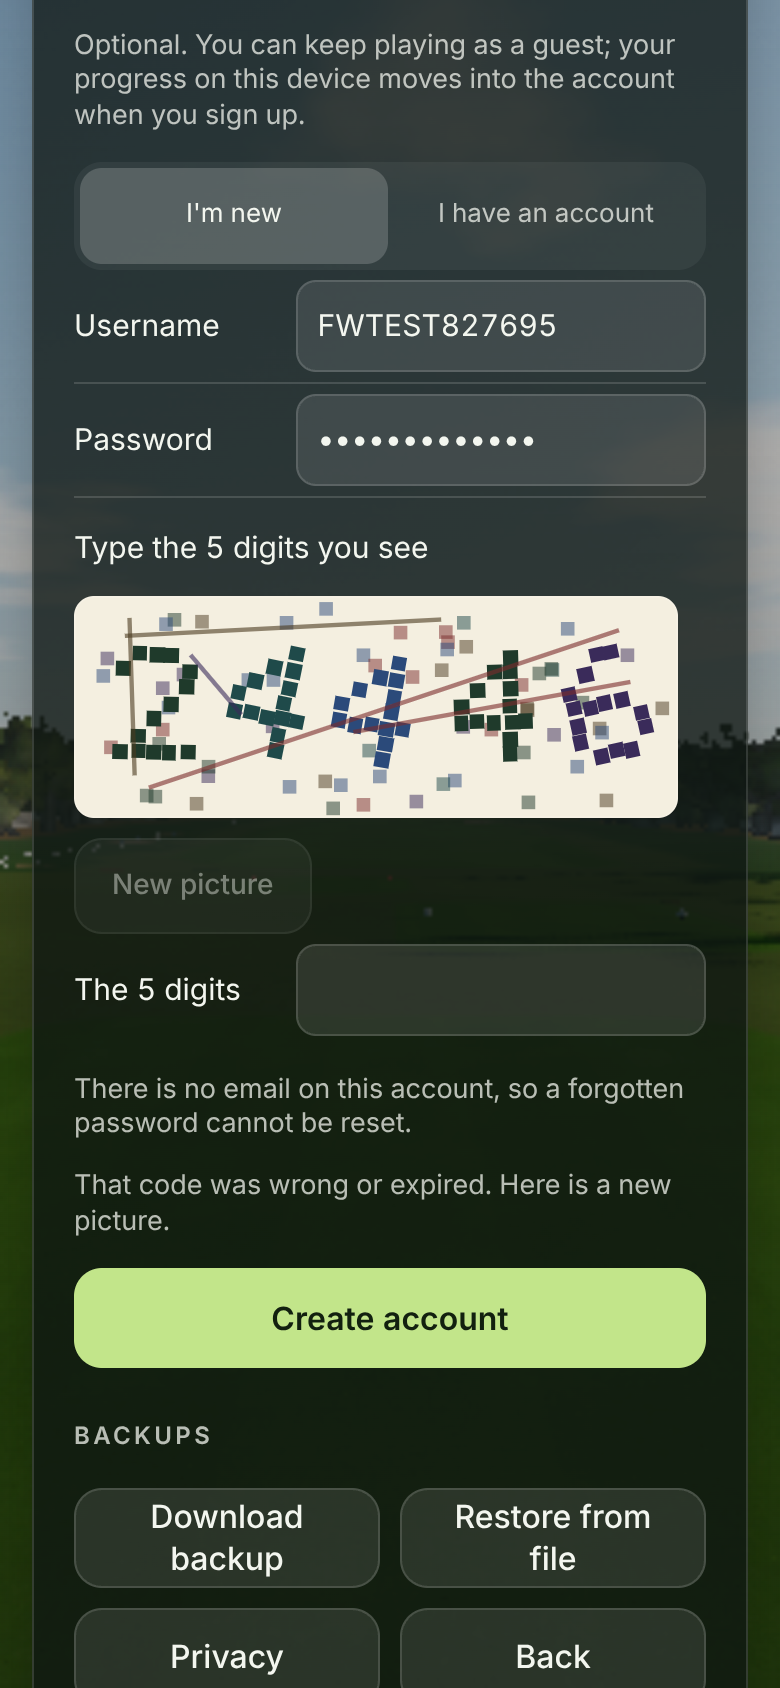 Optional. You can keep playing as a guest; your
progress on this device moves into the account
when you sign up.
I'm new
I have an account
Username
FWTEST827695
Password
•••••••••••••
Type the 5 digits you see
24446
New picture
The 5 digits
There is no email on this account, so a forgotten
password cannot be reset.
That code was wrong or expired. Here is a new
picture.
Create account
BACKUPS
Download
backup
Restore from
file
Privacy
Back